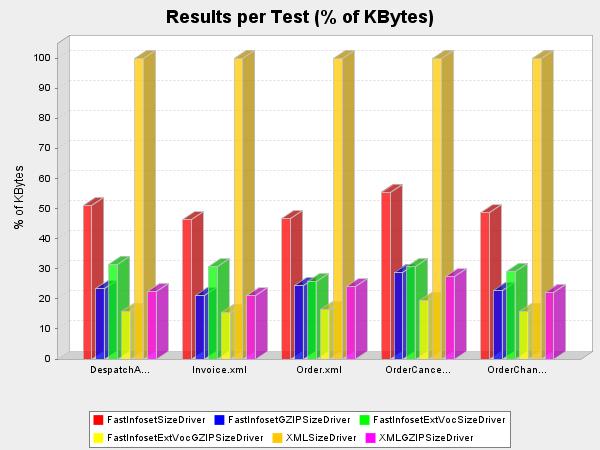 Results per Test (% of KBytes)
% of KBytes
100
90
80
70
60
50
40
30
20
10
0
DespatchA... Invoice.xml Order.xml OrderCance... OrderChan...
FastInfosetSizeDriver FastInfosetGZIPSizeDriver FastInfosetExtVocSizeDriver
FastInfosetExtVocGZIPSizeDriver XMLSizeDriver XMLGZIPSizeDriver